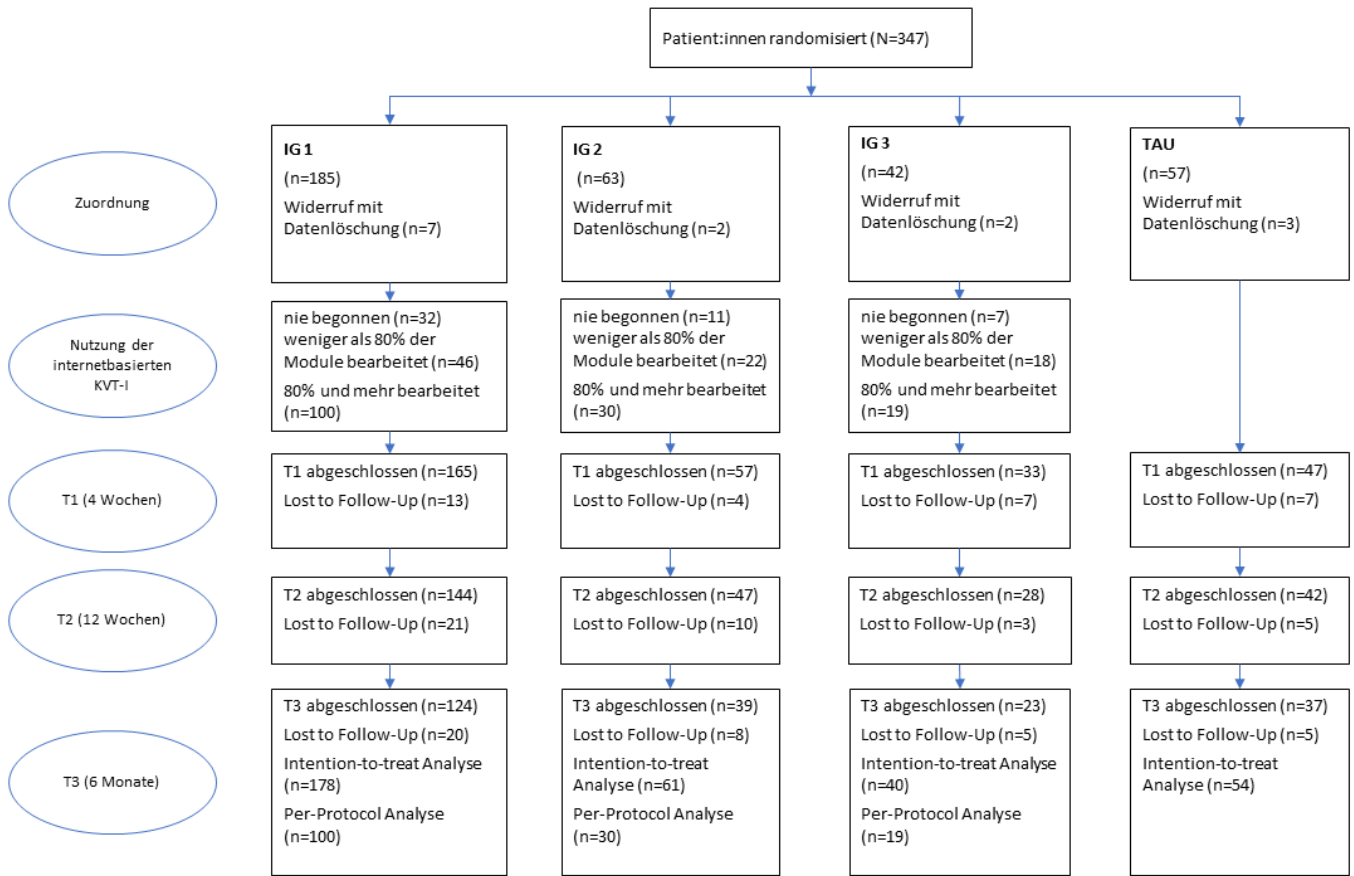 Patient:innen randomisiert (N=347)
Zuordnung
IG 1
(n=185)
Widerruf mit
Datenlöschung (n=7)
IG 2
(n=63)
Widerruf mit
Datenlöschung (n=2)
IG 3
(n=42)
Widerruf mit
Datenlöschung (n=2)
TAU
(n=57)
Widerruf mit
Datenlöschung (n=3)
Nutzung der
internetbasierten
KVT-I
nie begonnen (n=32)
weniger als 80% der
Module bearbeitet (n=46)
80% und mehr bearbeitet
(n=100)
nie begonnen (n=11)
weniger als 80% der
Module bearbeitet (n=22)
80% und mehr bearbeitet
(n=30)
nie begonnen (n=7)
weniger als 80% der
Module bearbeitet (n=18)
80% und mehr bearbeitet
(n=19)
T1 (4 Wochen)
T1 abgeschlossen (n=165)
Lost to Follow-Up (n=13)
T1 abgeschlossen (n=57)
Lost to Follow-Up (n=4)
T1 abgeschlossen (n=33)
Lost to Follow-Up (n=7)
T1 abgeschlossen (n=47)
Lost to Follow-Up (n=7)
T2 (12 Wochen)
T2 abgeschlossen (n=144)
Lost to Follow-Up (n=21)
T2 abgeschlossen (n=47)
Lost to Follow-Up (n=10)
T2 abgeschlossen (n=28)
Lost to Follow-Up (n=3)
T2 abgeschlossen (n=42)
Lost to Follow-Up (n=5)
T3 (6 Monate)
T3 abgeschlossen (n=124)
Lost to Follow-Up (n=20)
Intention-to-treat Analyse
(n=178)
Per-Protocol Analyse
(n=100)
T3 abgeschlossen (n=39)
Lost to Follow-Up (n=8)
Intention-to-treat
Analyse (n=61)
Per-Protocol Analyse
(n=30)
T3 abgeschlossen (n=23)
Lost to Follow-Up (n=5)
Intention-to-treat Analyse
(n=40)
Per-Protocol Analyse
(n=19)
T3 abgeschlossen (n=37)
Lost to Follow-Up (n=5)
Intention-to-treat
Analyse (n=54)